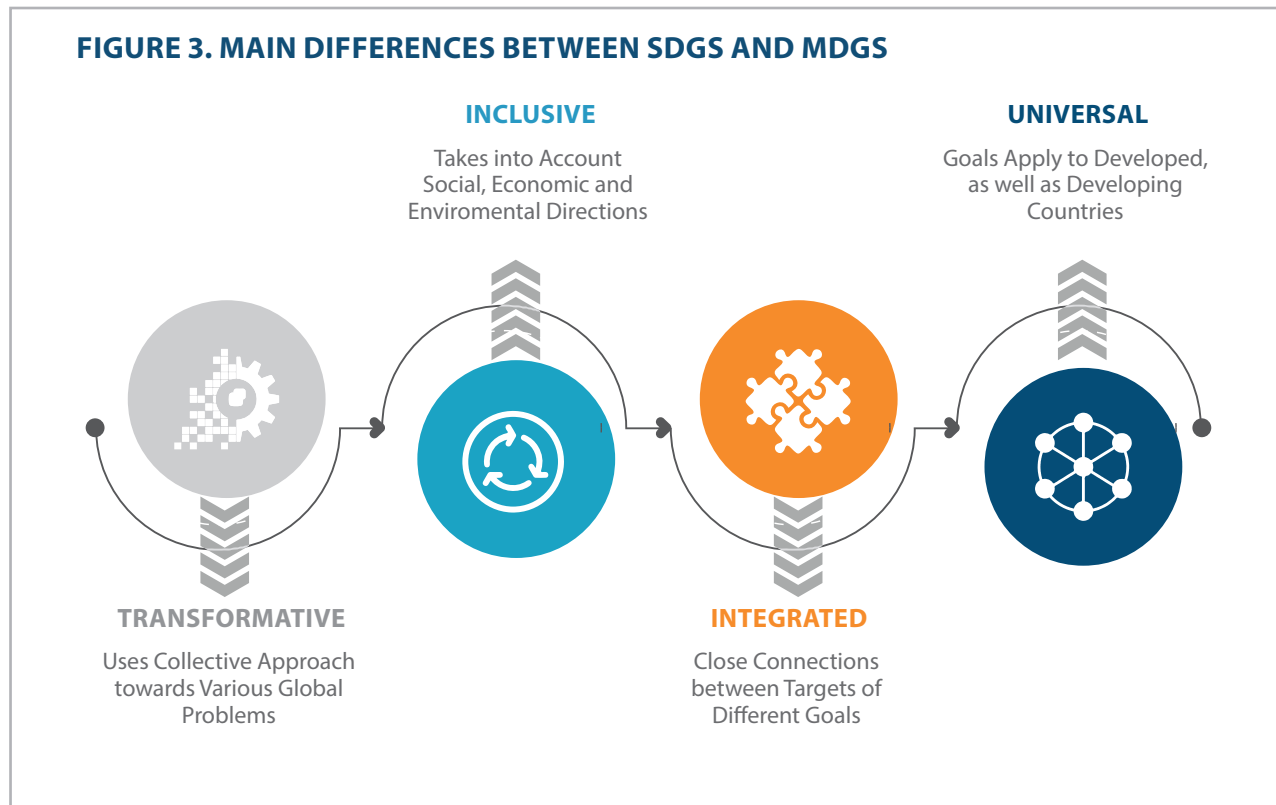 FIGURE 3. MAIN DIFFERENCES BETWEEN SDGS AND MDGS
INCLUSIVE
Takes into Account
Social, Economic and
Enviromental Directions
UNIVERSAL
Goals Apply to Developed,
as well as Developing
Countries
TRANSFORMATIVE
Uses Collective Approach
towards Various Global
Problems
INTEGRATED
Close Connections
between Targets of
Different Goals